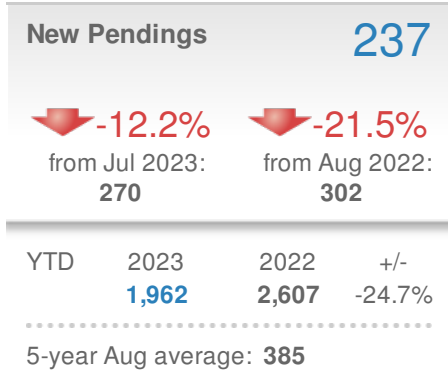 New Pendings 237
-12.2% -21.5%
from Jul 2023: from Aug 2022:
270 302
YTD 2023 2022 +/-
1,962 2,607 -24.7%
5-year Aug average: 385